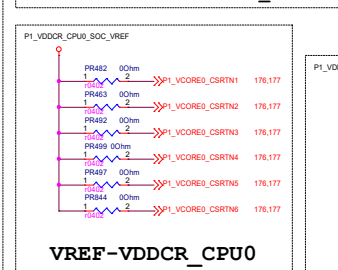 P1_VDDCR_CPU0_SOC_VREF
P1_VD
PR482 0Ohm
1 2 P1_VCORE0_CSRTN1 176,177
r0402
PR463 0Ohm
1 2 P1_VCORE0_CSRTN2 176,177
r0402
PR492 0Ohm
1 2 P1_VCORE0_CSRTN3 176,177
r0402
PR499 0Ohm
1 2 P1_VCORE0_CSRTN4 176,177
r0402
PR497 0Ohm
1 2 P1_VCORE0_CSRTN5 176,177
r0402
PR844 0Ohm
1 2 P1_VCORE0_CSRTN6 176,177
r0402
VREF-VDDCR_CPU0